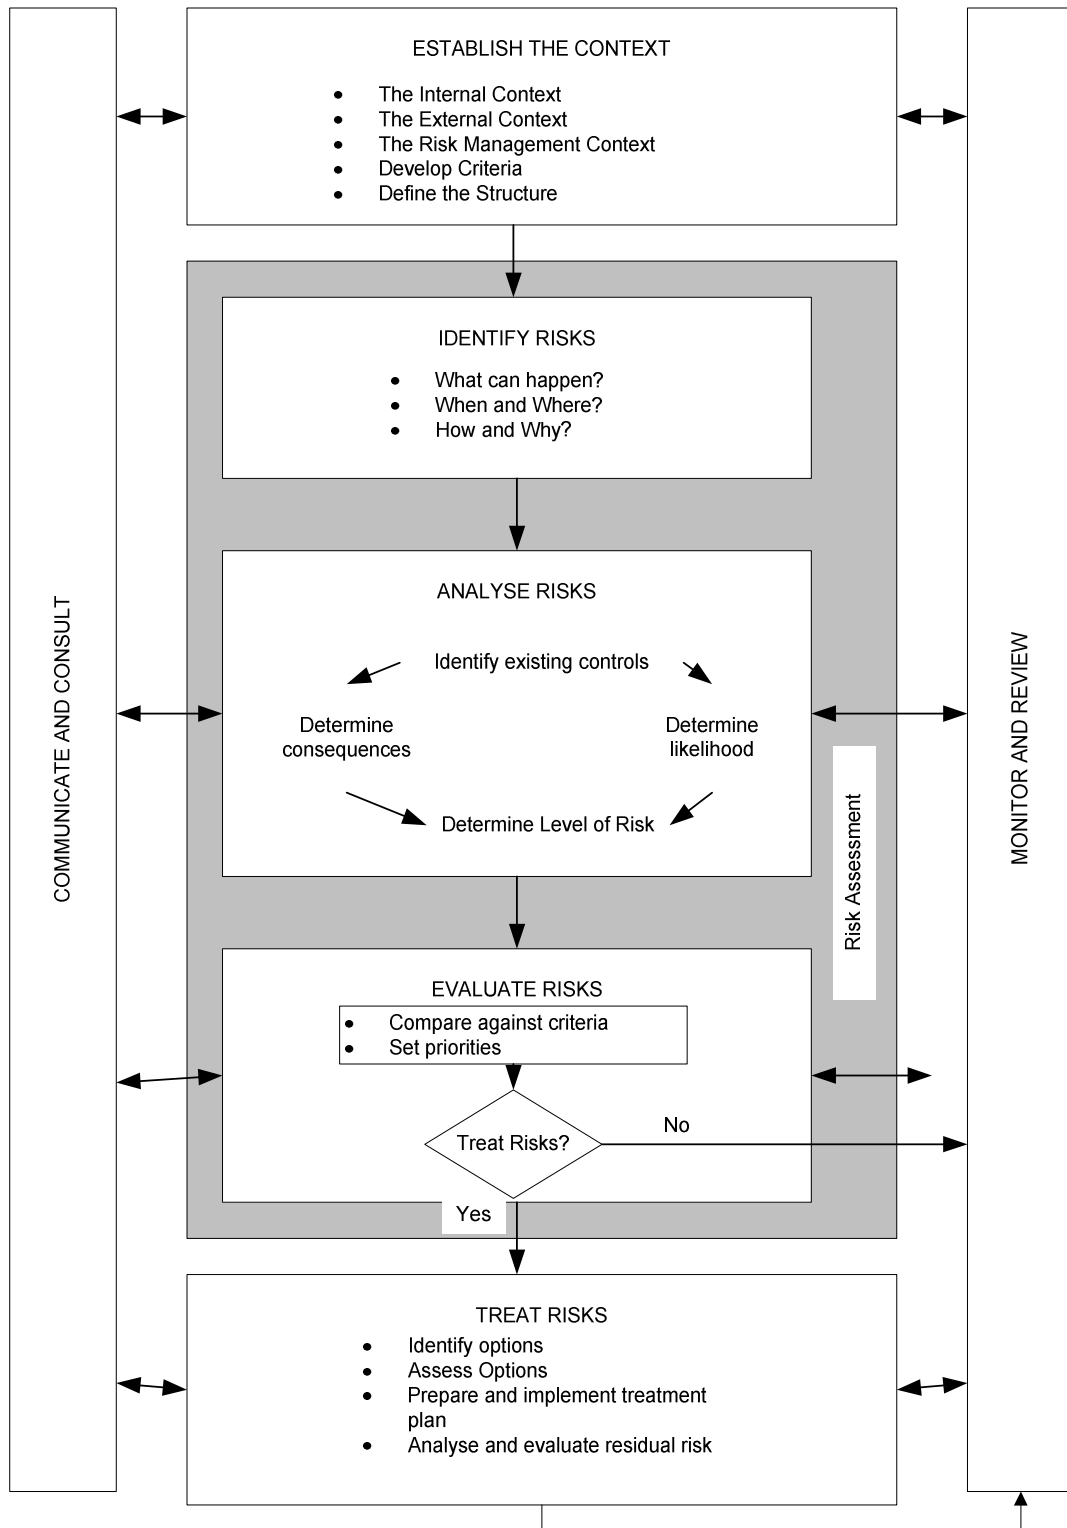 ESTABLISH THE CONTEXT
• The Internal Context
• The External Context
• The Risk Management Context
• Develop Criteria
• Define the Structure
IDENTIFY RISKS
• What can happen?
• When and Where?
• How and Why?
ANALYSE RISKS
Identify existing controls
Determine
consequences
Determine
likelihood
Determine Level of Risk
EVALUATE RISKS
• Compare against criteria
• Set priorities
Treat Risks?
No
Yes
TREAT RISKS
• Identify options
• Assess Options
• Prepare and implement treatment
plan
• Analyse and evaluate residual risk
COMMUNICATE AND CONSULT
Risk Assessment
MONITOR AND REVIEW